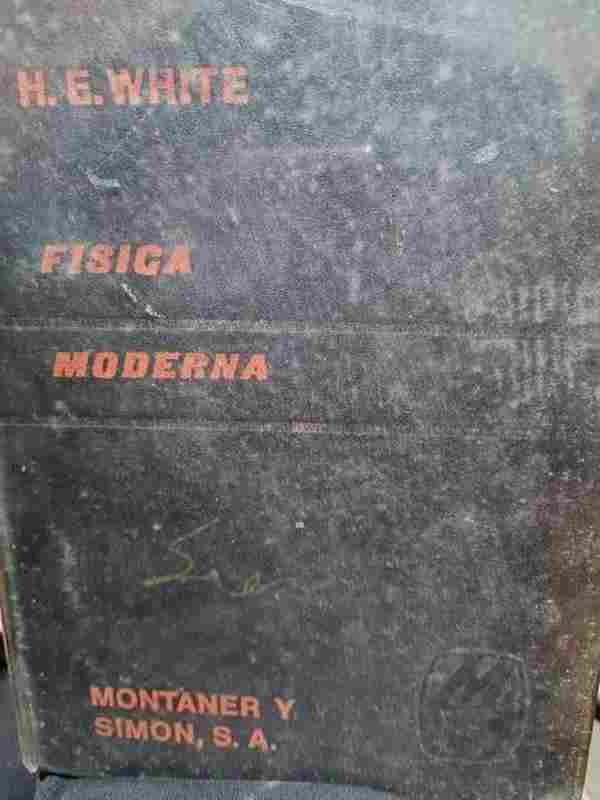 H.E.WHITE
FISICA
MODERNA
MONTANER Y
SIMON, S. A.
M